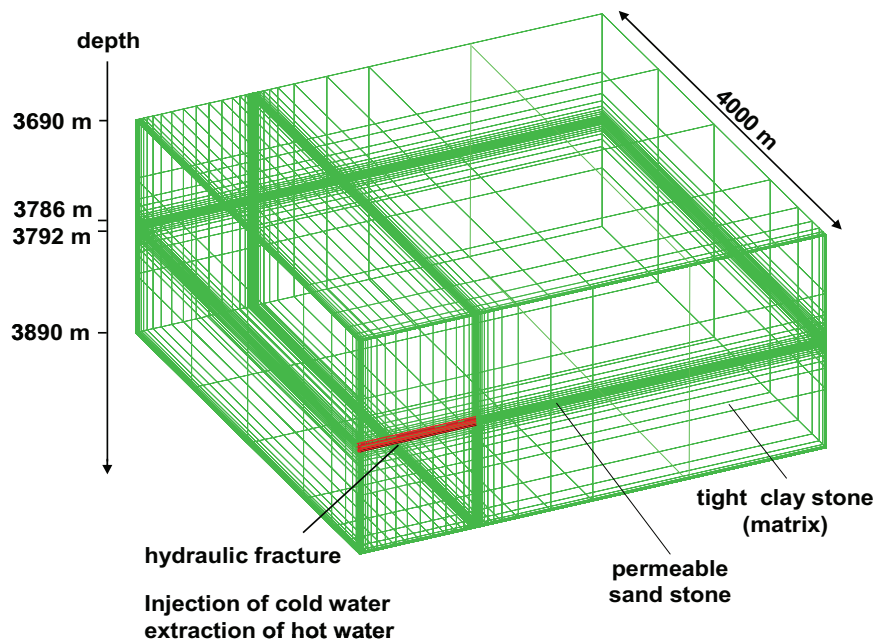 depth
3690 m
3786 m
3792 m
3890 m
4000 m
hydraulic fracture
Injection of cold water
extraction of hot water
permeable
sand stone
tight clay stone
(matrix)